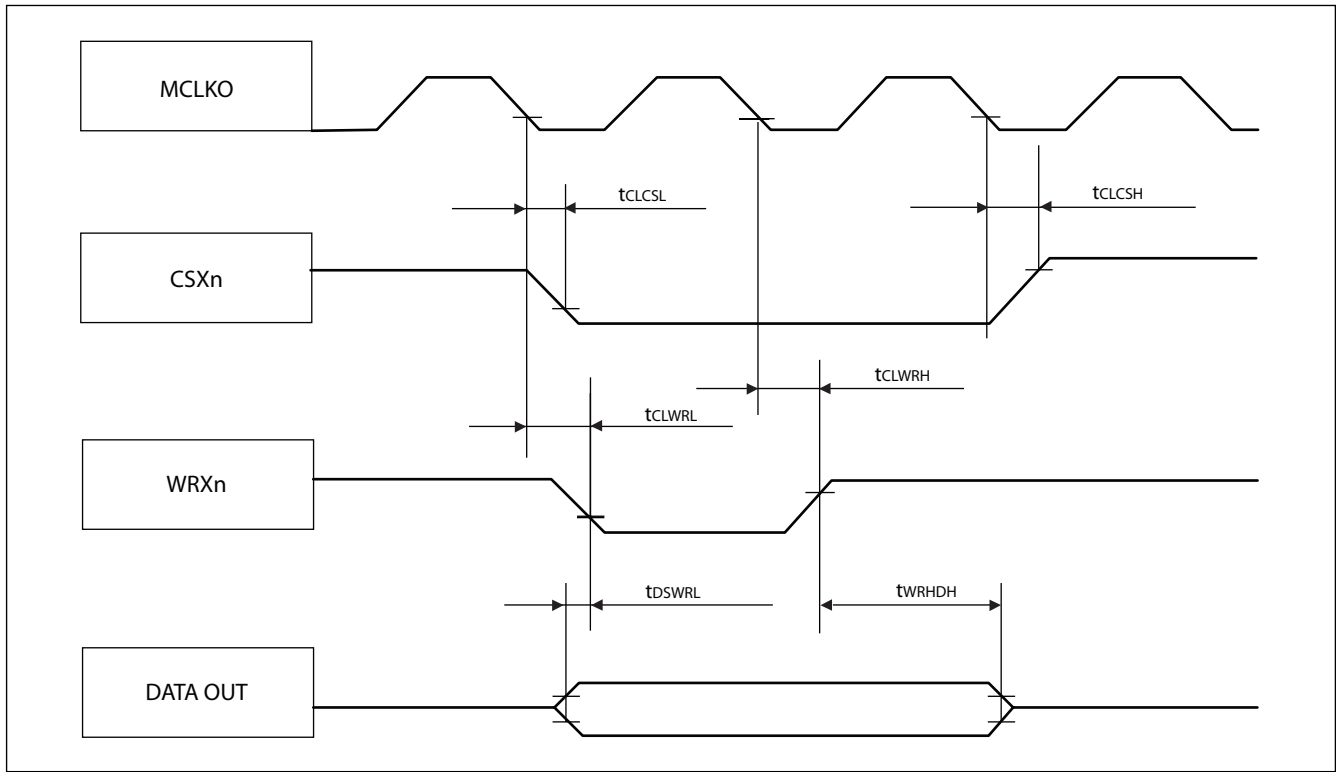 MCLKO
tCLCSL
tCLCSH
CSXn
tCLWRH
tCLWRL
WRXn
tDSWRL
tWRHDH
DATA OUT